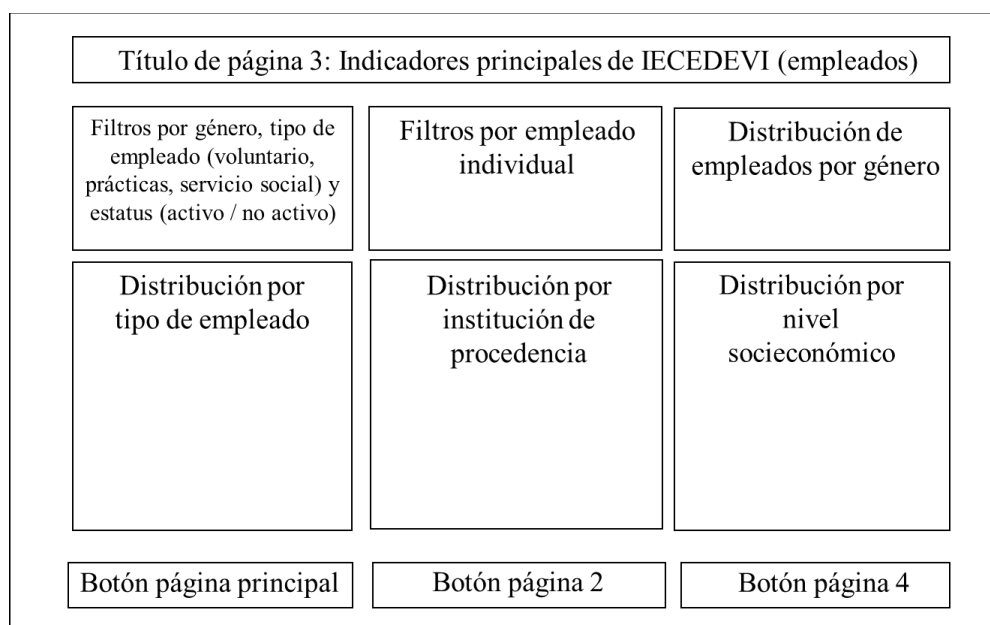 Título de página 3: Indicadores principales de IECEDEVI (empleados)
Filtros por género, tipo de
empleado (voluntario,
prácticas, servicio social) y
estatus (activo / no activo)
Filtros por empleado
individual
Distribución de
empleados por género
Distribución por
tipo de empleado
Distribución por
institución de
procedencia
Distribución por
nivel
socieconómico
Botón página principal
Botón página 2
Botón página 4